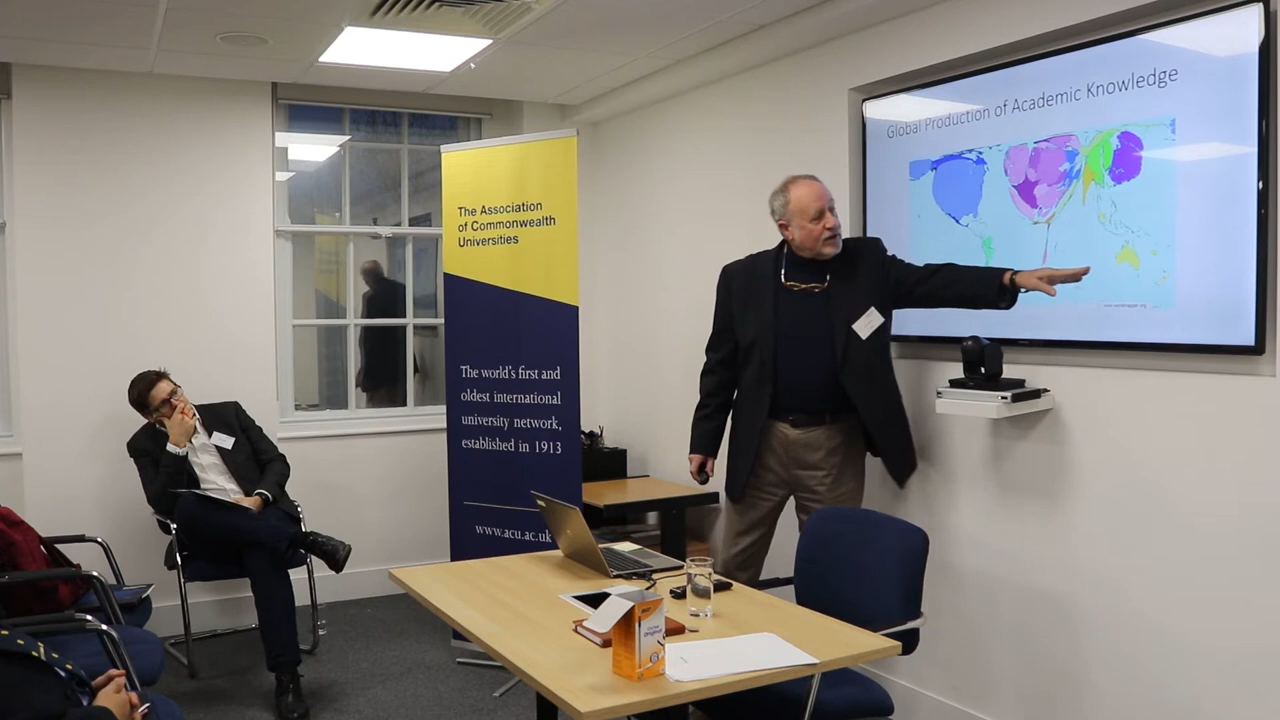 Global Production of Academic Knowledge
The Association
of Commonwealth
Universities
The world's first and
oldest international
university network,
established in 1913
www.acu.ac.uk
Original